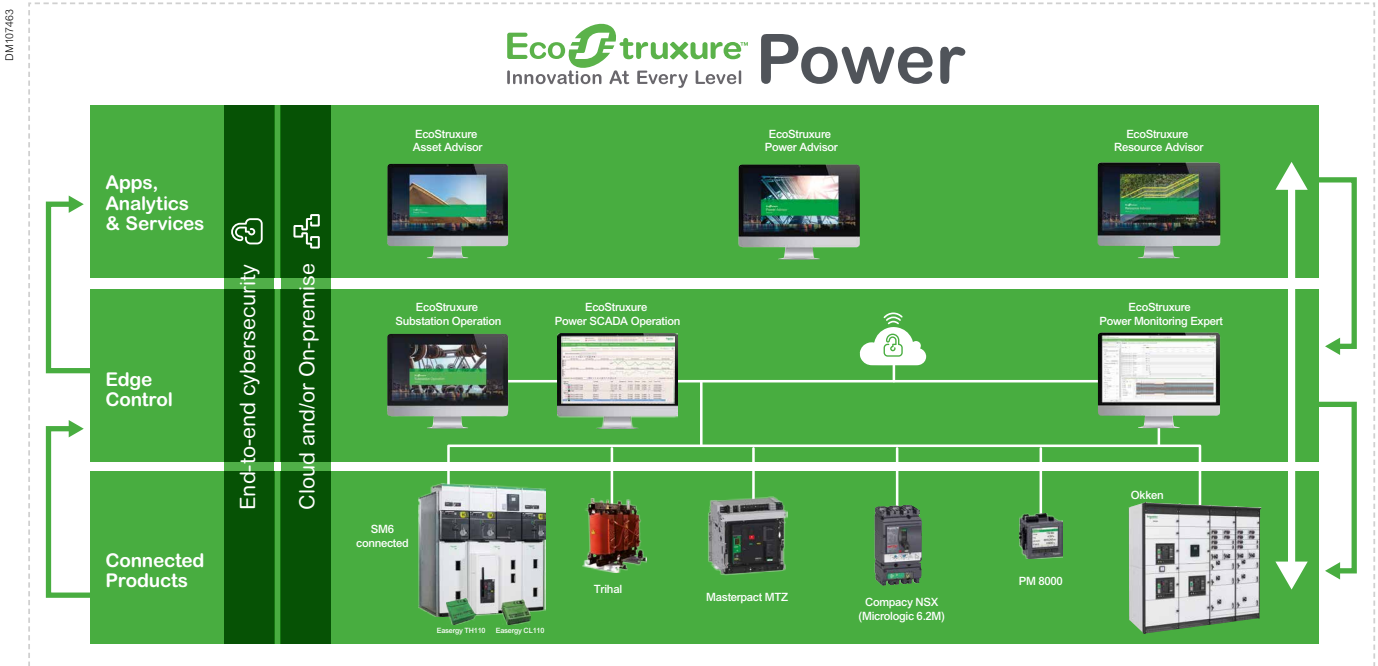 DM107463
EcoStruxure™ Power
Innovation At Every Level
Apps,
Analytics
& Services
End-to-end cybersecurity
Cloud and/or On-premise
EcoStruxure
Asset Advisor
EcoStruxure
Power Advisor
EcoStruxure
Resource Advisor
Edge
Control
EcoStruxure
Substation Operation
EcoStruxure
Power SCADA Operation
EcoStruxure
Power Monitoring Expert
Connected
Products
SM6
connected
Easergy TH110
Easergy CL110
Trihal
Masterpact MTZ
Compacy NSX
(Micrologic 6.2M)
PM 8000
Okken